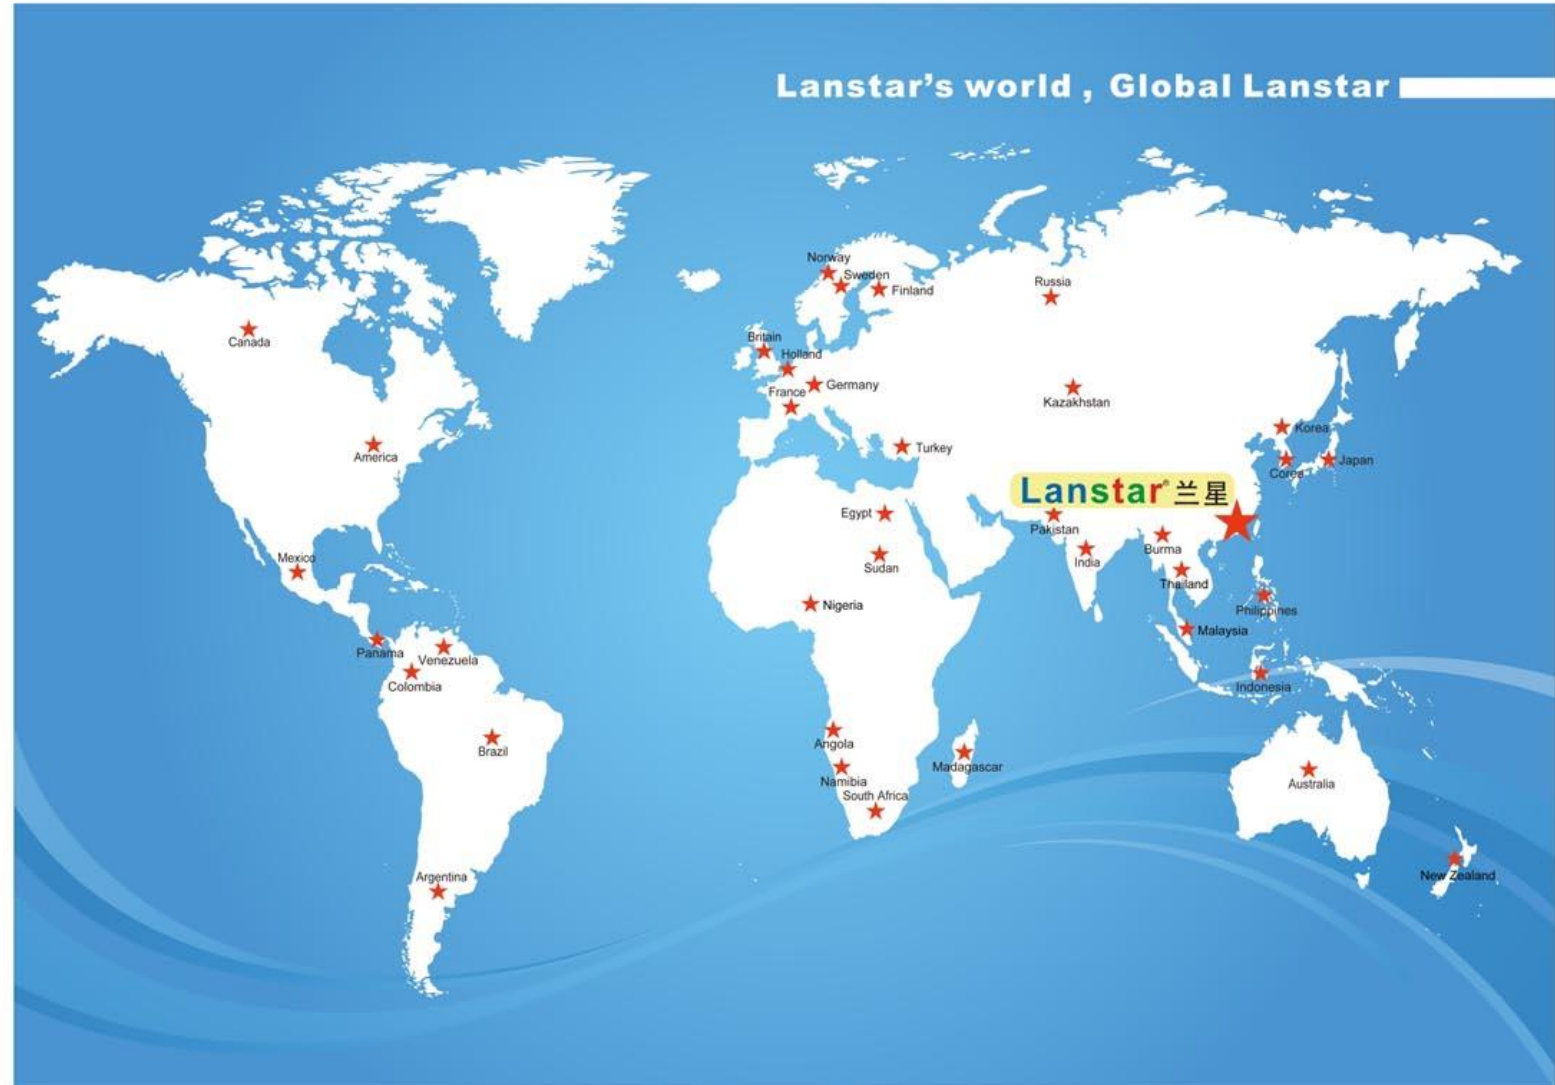 Lanstar's world , Global Lanstar
Norway
Sweden
Finland
Russia
Canada
Britain
Holland
Germany
France
Kazakhstan
America
Turkey
Korea
Corea
Japan
Lanstar® 兰星
Egypt
Pakistan
Burma
India
Sudan
Thailand
Mexico
Nigeria
Philippines
Malaysia
Panama
Venezuela
Colombia
Indonesia
Angola
Brazil
Madagascar
Namibia
South Africa
Australia
Argentina
New Zealand